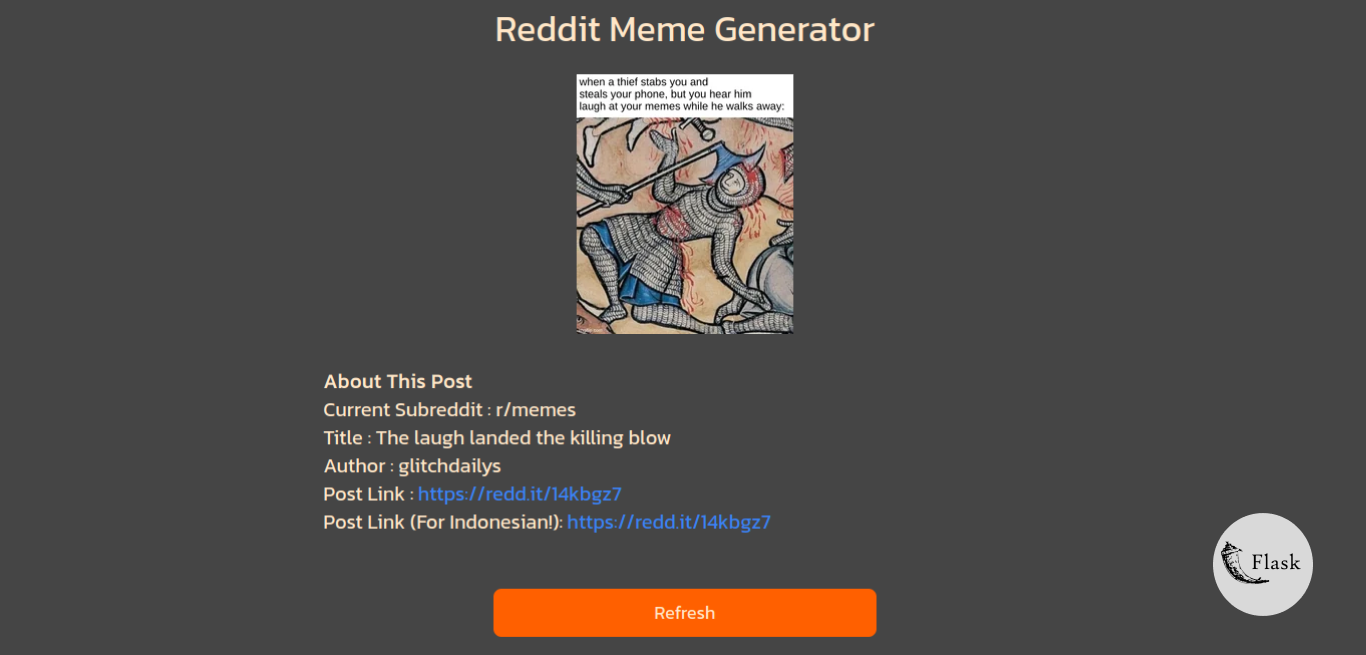 Reddit Meme Generator
when a thief stabs you and
steals your phone, but you hear him
laugh at your memes while he walks away:
About This Post
Current Subreddit : r/memes
Title : The laugh landed the killing blow
Author : glitchdailys
Post Link : https://redd.it/14kbgz7
Post Link (For Indonesian!): https://redd.it/14kbgz7
Flask
Refresh